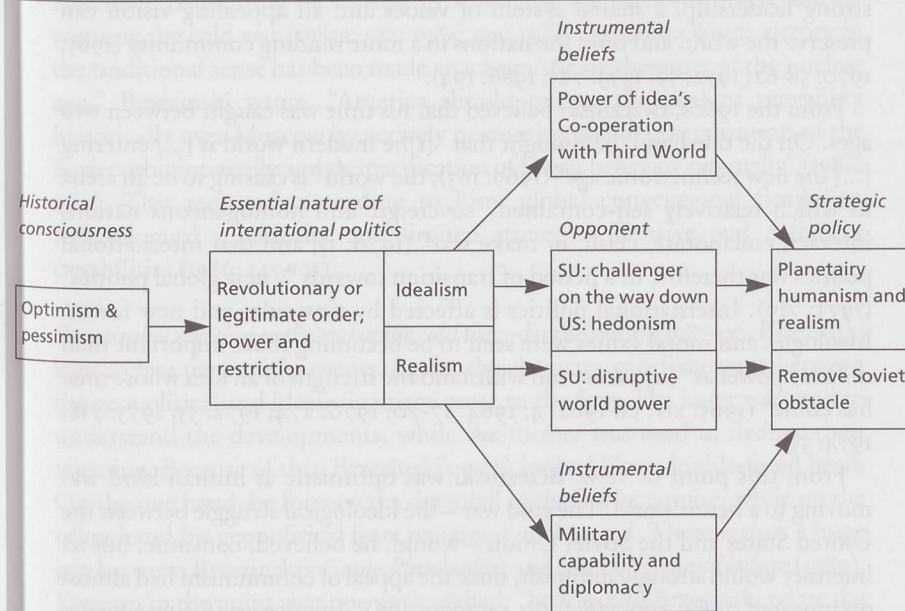 Instrumental
beliefs
Power of idea's
Co-operation
with Third World
Historical
consciousness
Optimism &
pessimism
Essential nature of
international politics
Revolutionary or
legitimate order;
power and
restriction
Idealism
Realism
Opponent
SU: challenger
on the way down
US: hedonism
SU: disruptive
world power
Strategic
policy
Planetairy
humanism and
realism
Remove Soviet
obstacle
Instrumental
beliefs
Military
capability and
diplomacy